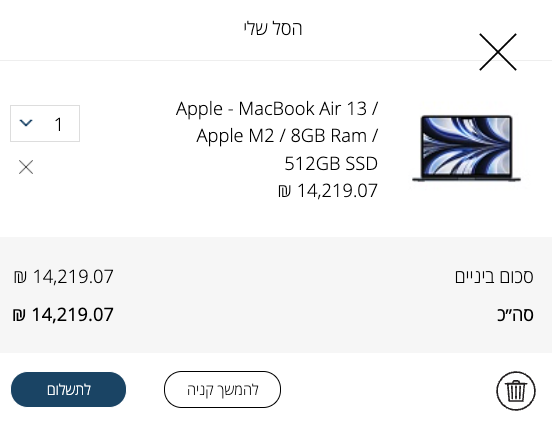 הסל שלי
Apple - MacBook Air 13 /
Apple M2 / 8GB Ram /
512GB SSD
14,219.07 ₪
1
סכום ביניים
14,219.07 ₪
סה״כ
14,219.07 ₪
להמשך קניה
לתשלום